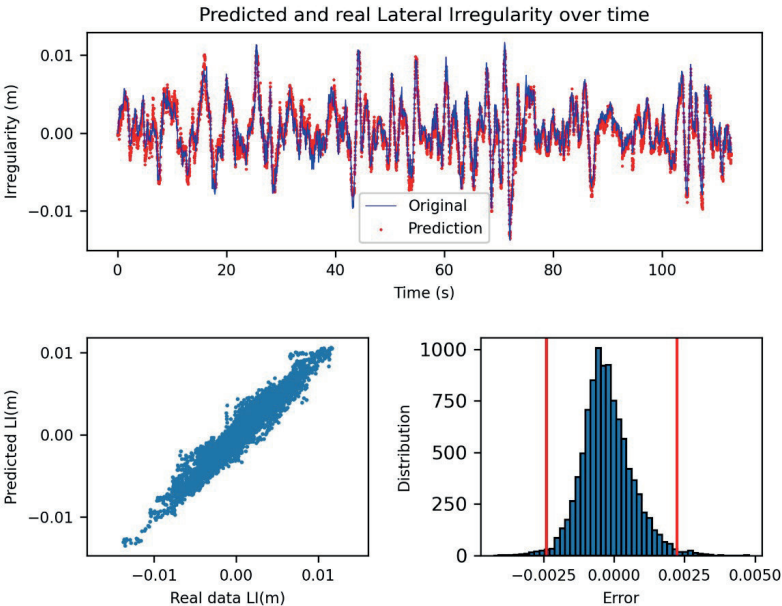 Predicted and real Lateral Irregularity over time
Irregularity (m)
0.01
0.00
−0.01
Original
Prediction
0
20
40
60
80
100
Time (s)
Predicted LI(m)
0.01
0.00
−0.01
−0.01
0.00
0.01
Real data LI(m)
Distribution
1000
750
500
250
0
−0.0025
0.0000
0.0025
0.0050
Error